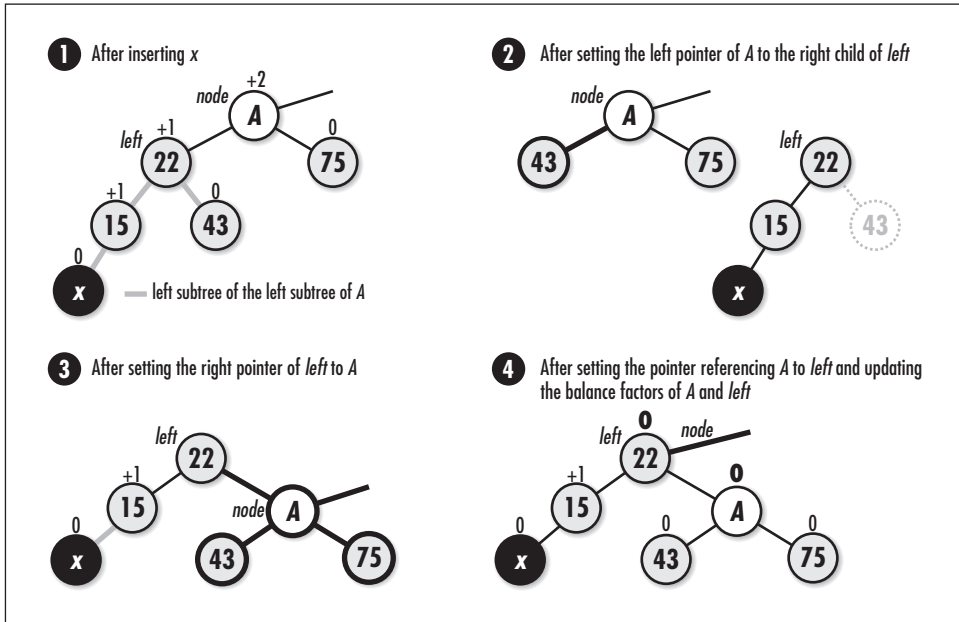 1 After inserting x
+2
node
A
+1
left
22
0
75
+1
15
0
43
0
x
left subtree of the left subtree of A
2 After setting the left pointer of A to the right child of left
node
A
43
75
left
22
15
43
x
3 After setting the right pointer of left to A
left
22
+1
15
node
A
0
x
43
75
4 After setting the pointer referencing A to left and updating
the balance factors of A and left
0
left
node
22
+1
15
0
A
0
x
0
43
0
75